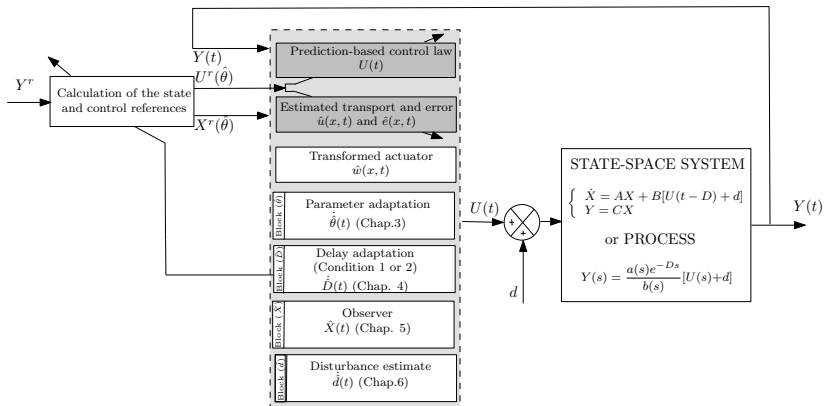 Y^r
Calculation of the state
and control references
Y(t)
U^r(θ̂)
X^r(θ̂)
Prediction-based control law
U(t)
Estimated transport and error
û(x, t) and ê(x, t)
Transformed actuator
ŵ(x, t)
Block (θ̂)
Parameter adaptation
θ̂̇(t) (Chap.3)
Block (D̂)
Delay adaptation
(Condition 1 or 2)
D̂̇(t) (Chap. 4)
Block (X̂)
Observer
X̂(t) (Chap. 5)
Block (d̂)
Disturbance estimate
d̂̇(t) (Chap.6)
U(t)
+
+
d
STATE-SPACE SYSTEM
{ Ẋ = AX + B[U(t − D) + d]
Y = CX
or PROCESS
Y(s) = a(s)e^{−Ds} / b(s) [U(s)+d]
Y(t)